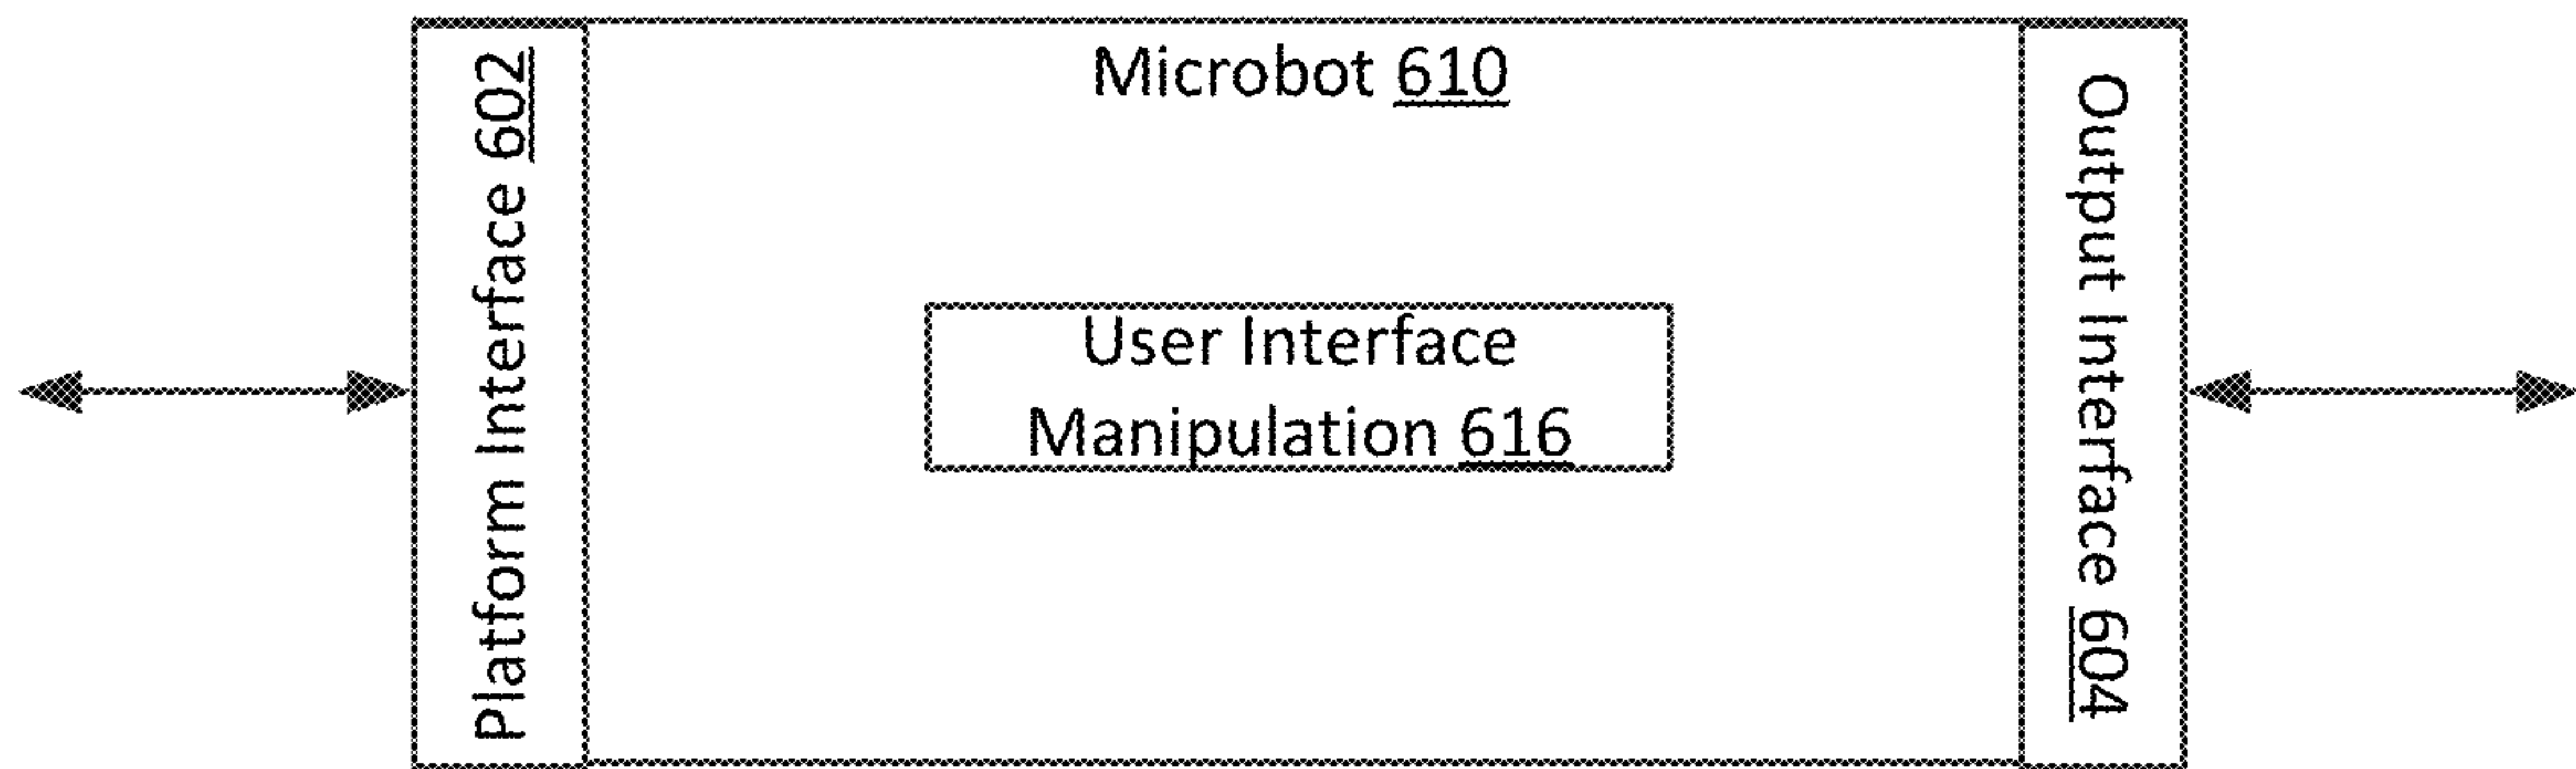 Platform Interface 602
Microbot 610
User Interface
Manipulation 616
Output Interface 604